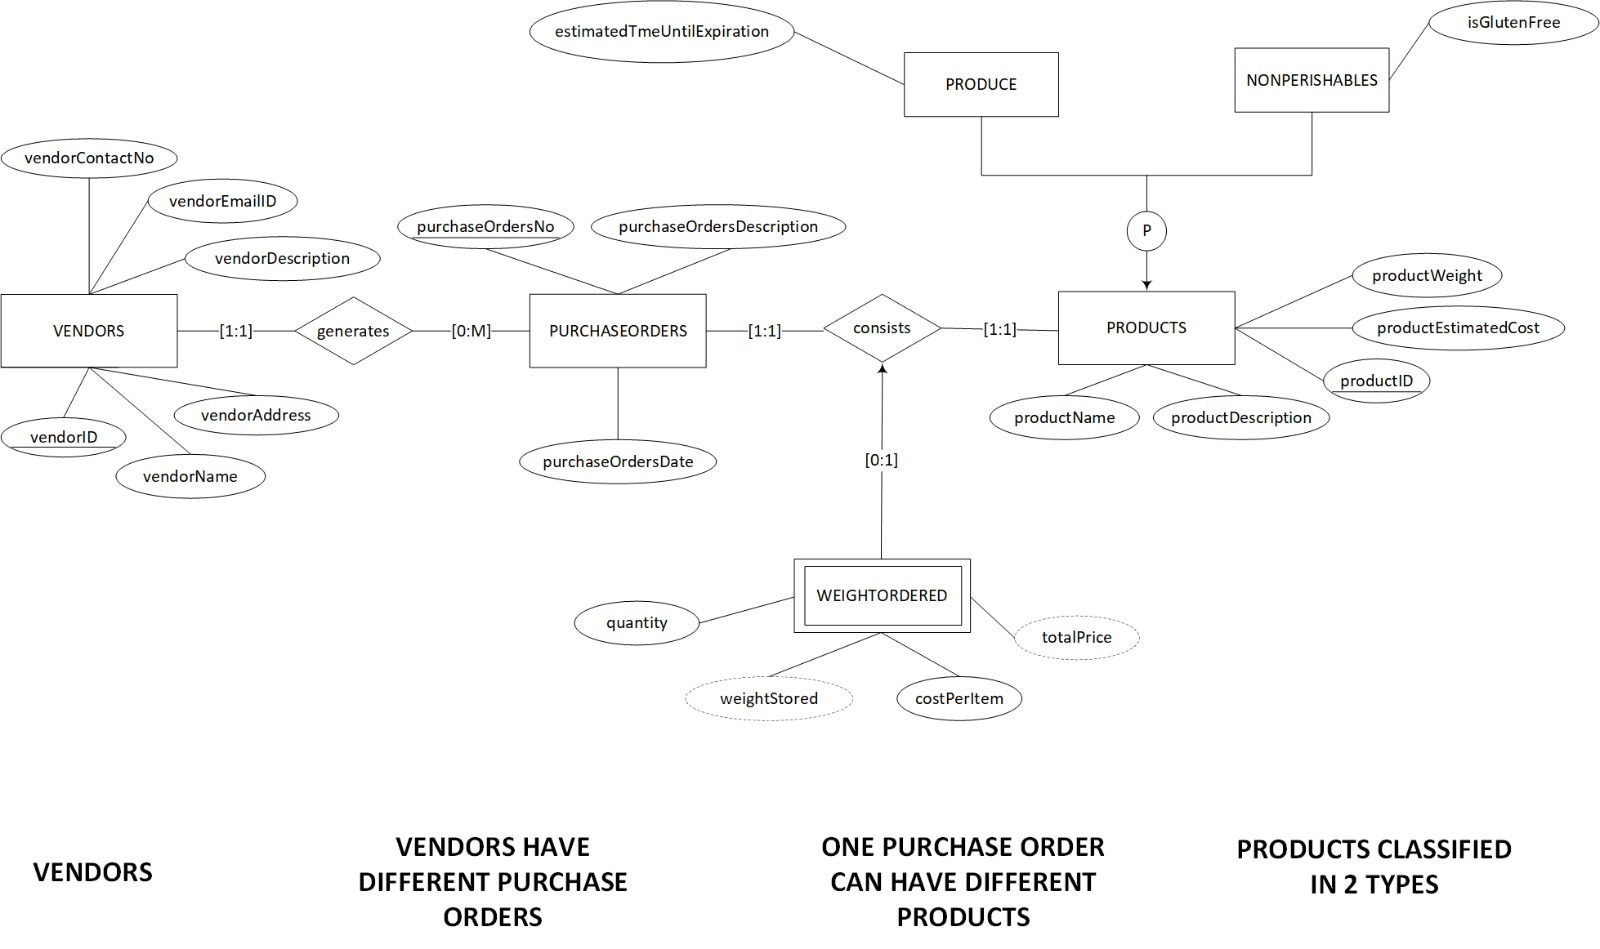 estimatedTmeUntilExpiration
isGlutenFree
PRODUCE
NONPERISHABLES
vendorContactNo
vendorEmailID
vendorDescription
purchaseOrdersNo
purchaseOrdersDescription
P
productWeight
VENDORS
[1:1]
generates
[0:M]
PURCHASEORDERS
[1:1]
consists
[1:1]
PRODUCTS
productEstimatedCost
productID
vendorAddress
vendorID
vendorName
purchaseOrdersDate
productName
productDescription
[0:1]
WEIGHTORDERED
quantity
totalPrice
weightStored
costPerItem
VENDORS
VENDORS HAVE
DIFFERENT PURCHASE
ORDERS
ONE PURCHASE ORDER
CAN HAVE DIFFERENT
PRODUCTS
PRODUCTS CLASSIFIED
IN 2 TYPES